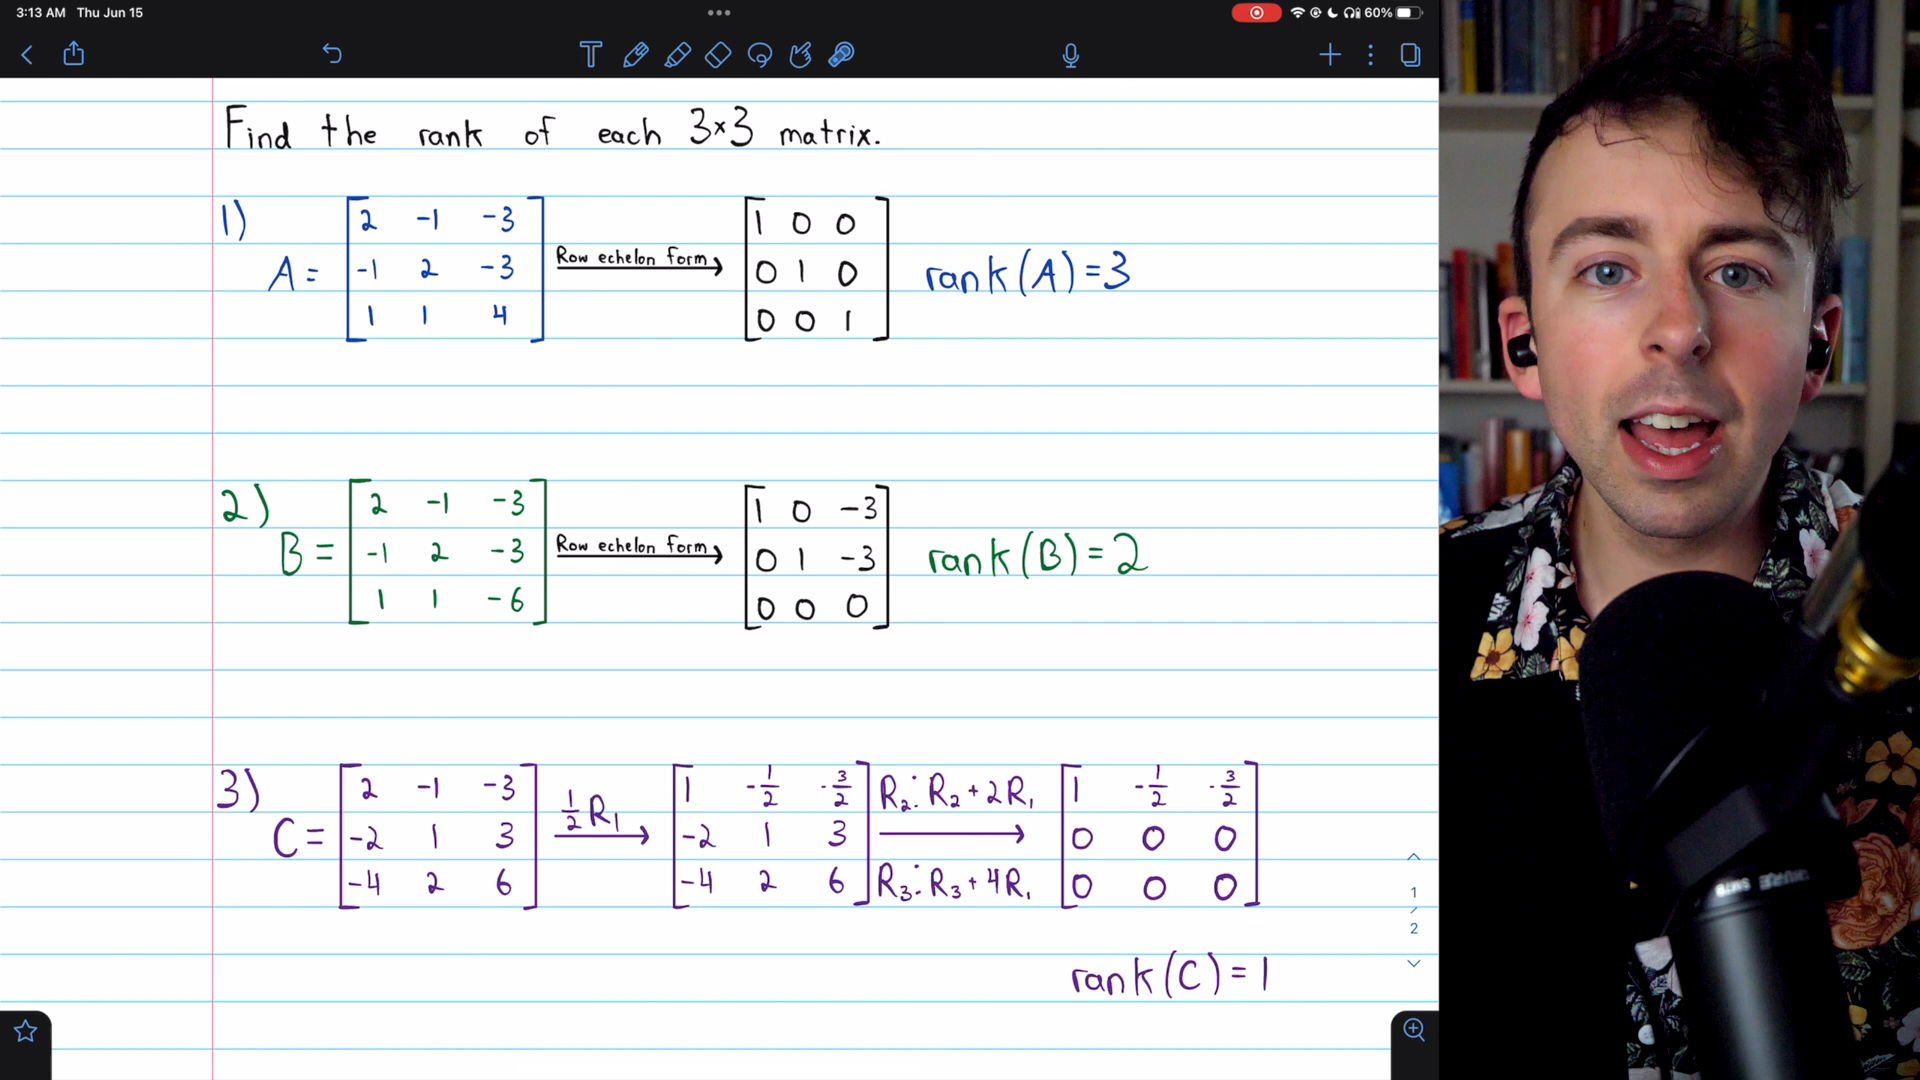 3:13 AM Thu Jun 15
60%
Find the rank of each 3×3 matrix.
1)
A = [2 -1 -3
-1 2 -3
1 1 4]
Row echelon form
[1 0 0
0 1 0
0 0 1]
rank(A) = 3
2)
B = [2 -1 -3
-1 2 -3
1 1 -6]
Row echelon form
[1 0 -3
0 1 -3
0 0 0]
rank(B) = 2
3)
C = [2 -1 -3
-2 1 3
-4 2 6]
1/2 R₁
[1 -1/2 -3/2
-2 1 3
-4 2 6]
R₂: R₂ + 2R₁
R₃: R₃ + 4R₁
[1 -1/2 -3/2
0 0 0
0 0 0]
rank(C) = 1
1
/
2